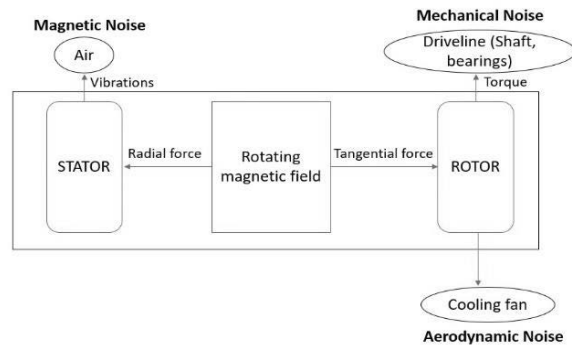 Magnetic Noise
Mechanical Noise
Air
Driveline (Shaft,
bearings)
Vibrations
Torque
STATOR
Radial force
Rotating
magnetic field
Tangential force
ROTOR
Cooling fan
Aerodynamic Noise